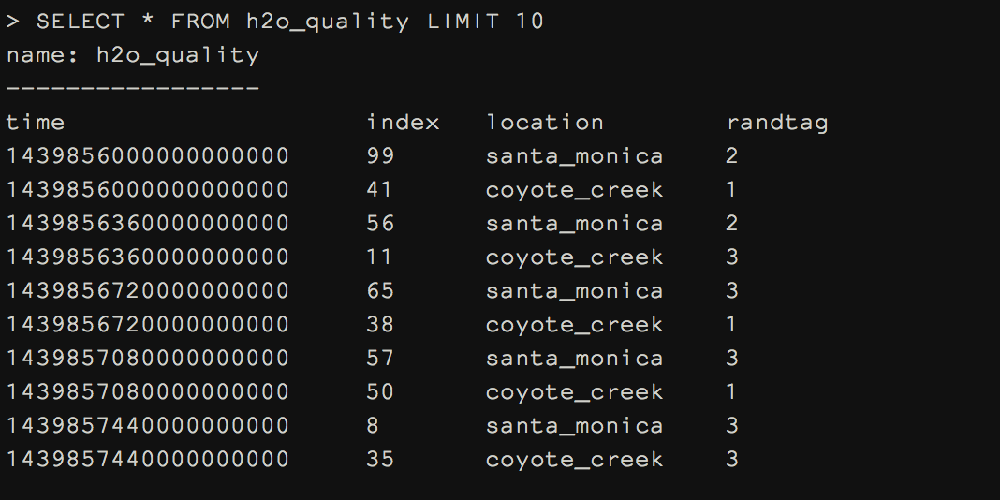 > SELECT * FROM h2o_quality LIMIT 10
name: h2o_quality
-----------------
time index location randtag
1439856000000000000 99 santa_monica 2
1439856000000000000 41 coyote_creek 1
1439856360000000000 56 santa_monica 2
1439856360000000000 11 coyote_creek 3
1439856720000000000 65 santa_monica 3
1439856720000000000 38 coyote_creek 1
1439857080000000000 57 santa_monica 3
1439857080000000000 50 coyote_creek 1
1439857440000000000 8 santa_monica 3
1439857440000000000 35 coyote_creek 3